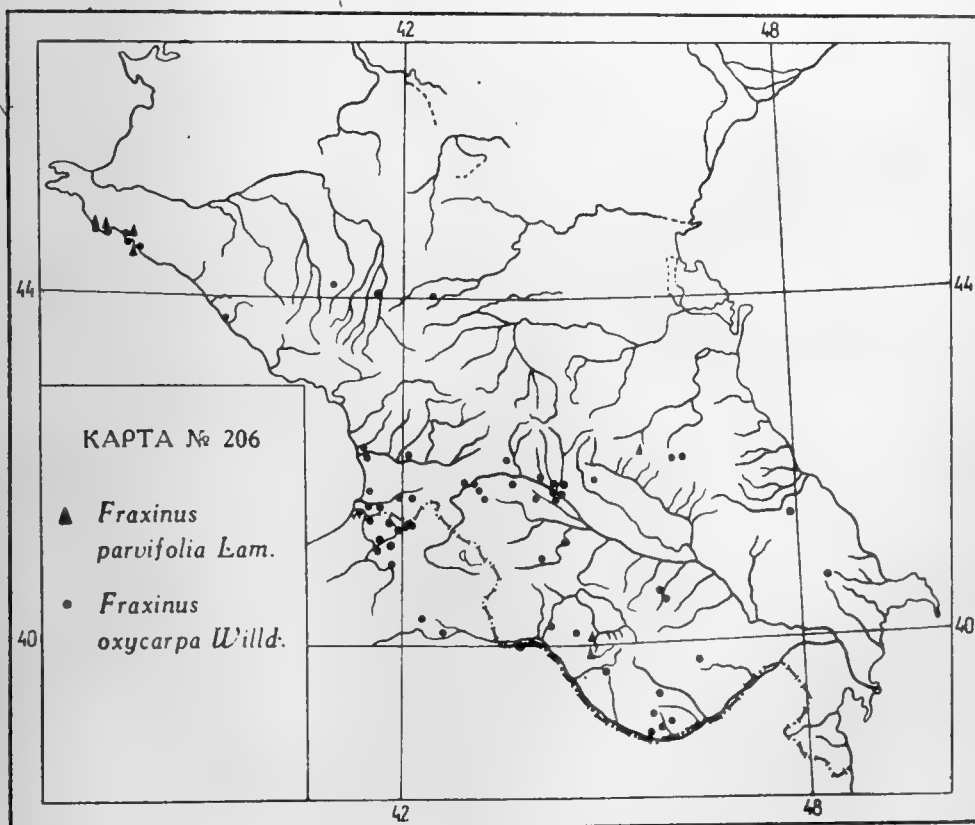 42 48
44 44
КАРТА № 206
Fraxinus
parvifolia Lam.
Fraxinus
oxycarpa Willd.
40 40
42 48